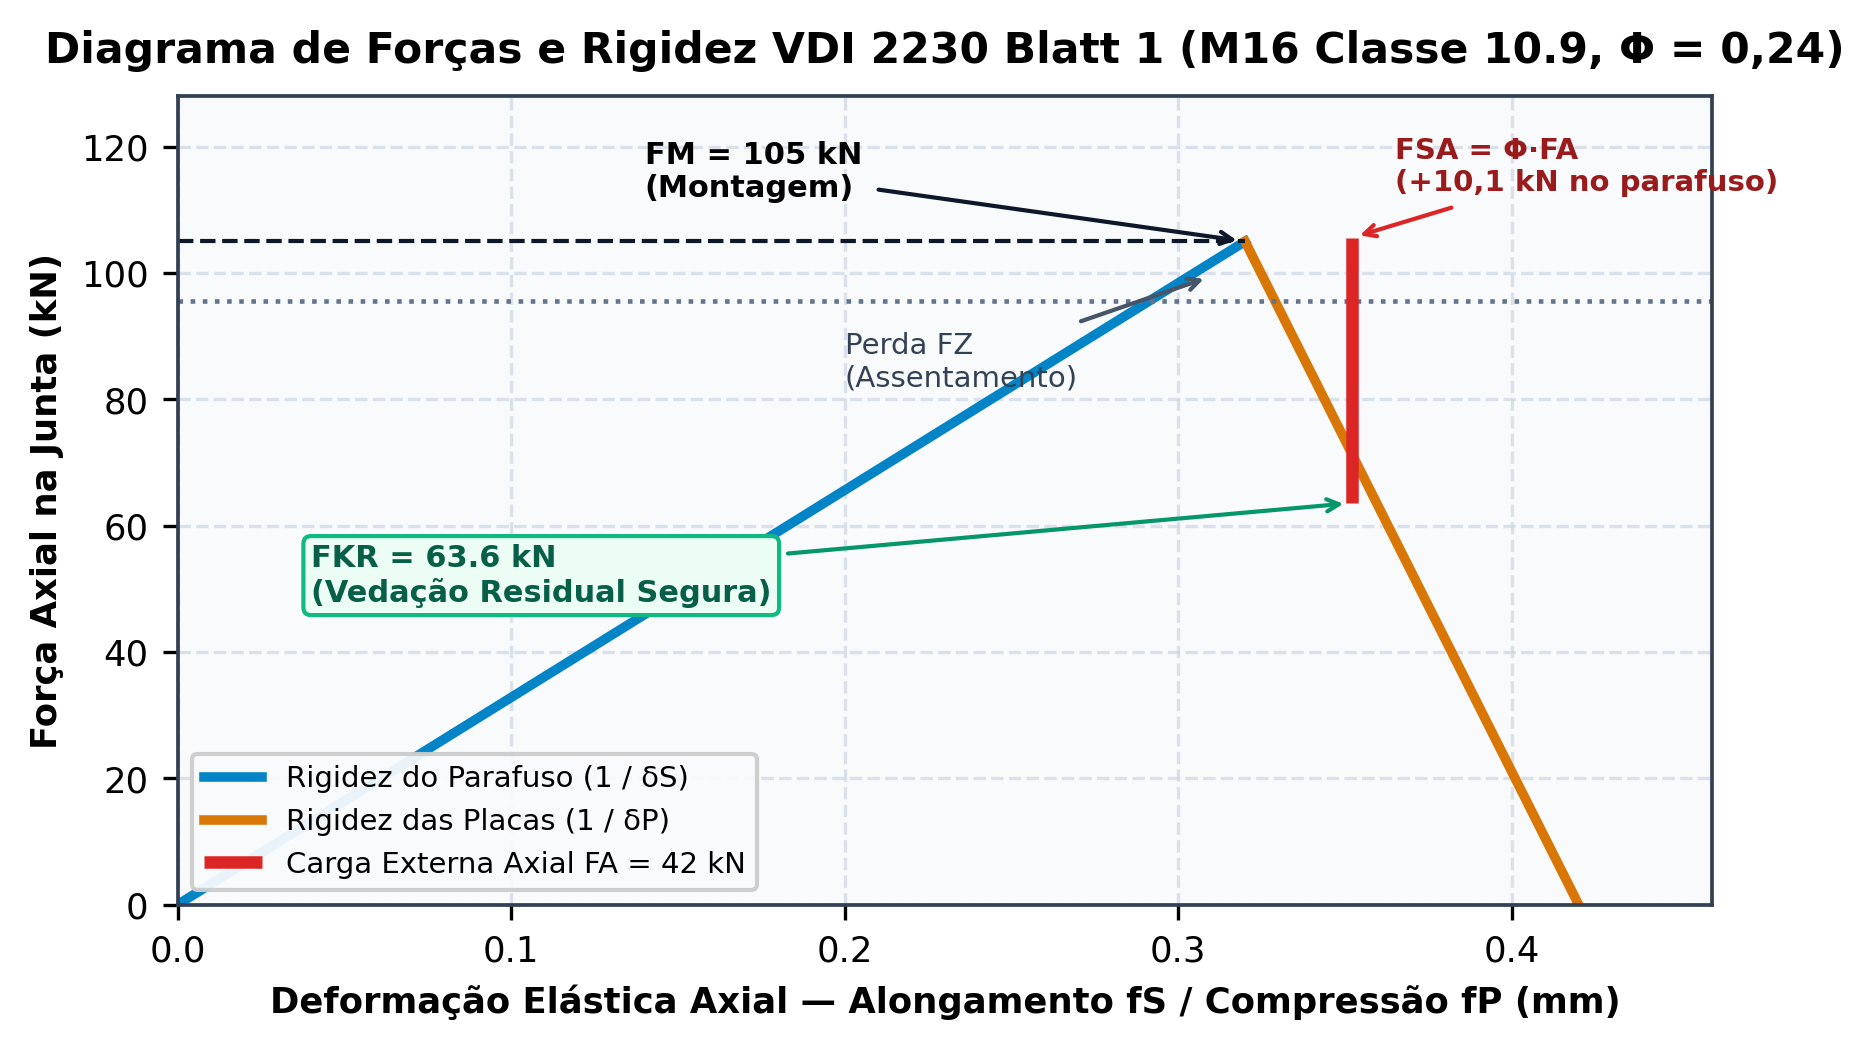 Diagrama de Forças e Rigidez VDI 2230 Blatt 1 (M16 Classe 10.9, Φ = 0,24)
Força Axial na Junta (kN)
120
100
80
60
40
20
0
FM = 105 kN
(Montagem)
FSA = Φ·FA
(+10,1 kN no parafuso)
Perda FZ
(Assentamento)
FKR = 63.6 kN
(Vedação Residual Segura)
Rigidez do Parafuso (1 / δS)
Rigidez das Placas (1 / δP)
Carga Externa Axial FA = 42 kN
0.0
0.1
0.2
0.3
0.4
Deformação Elástica Axial — Alongamento fS / Compressão fP (mm)